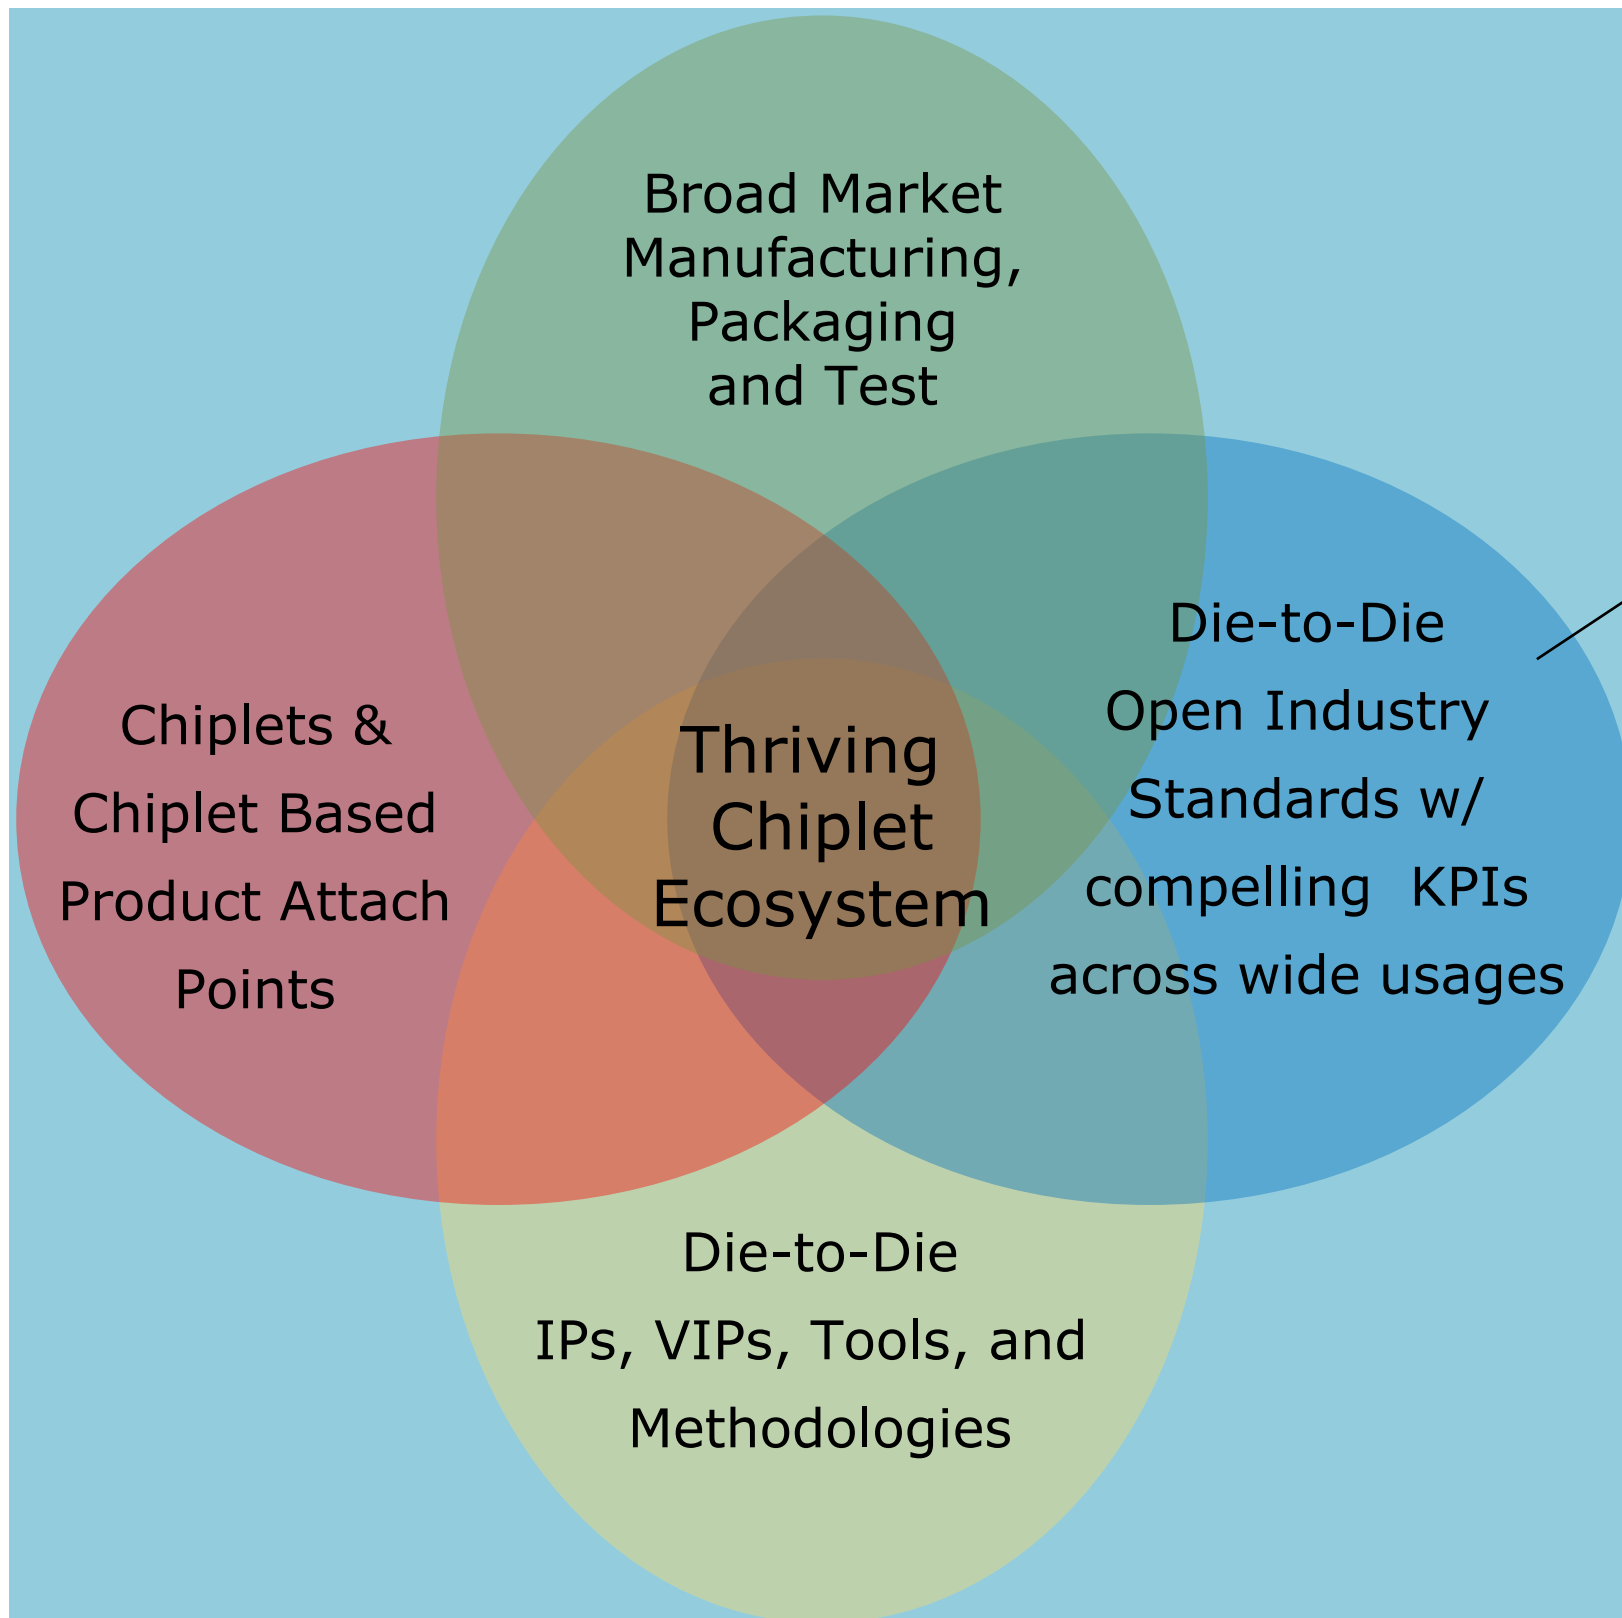 Broad Market
Manufacturing,
Packaging
and Test
Chiplets &
Chiplet Based
Product Attach
Points
Thriving
Chiplet
Ecosystem
Die-to-Die
Open Industry
Standards w/
compelling  KPIs
across wide usages
Die-to-Die
IPs, VIPs, Tools, and
Methodologies